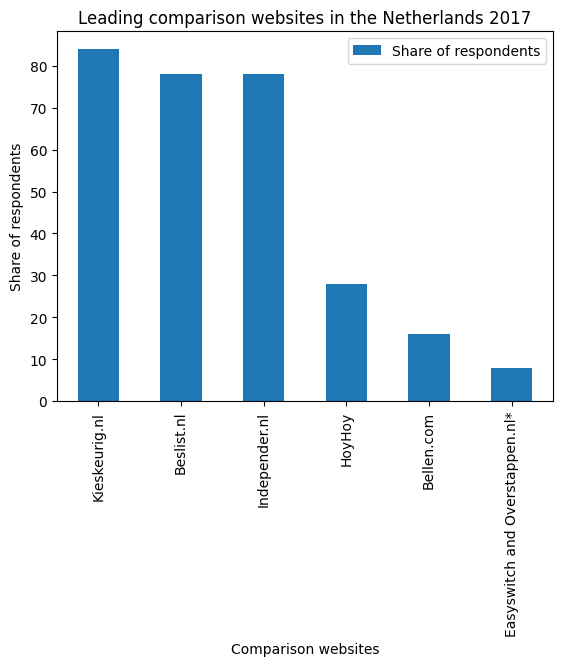 Leading comparison websites in the Netherlands 2017
Share of respondents
Share of respondents
80
70
60
50
40
30
20
10
0
Kieskeurig.nl
Beslist.nl
Independer.nl
HoyHoy
Bellen.com
Easyswitch and Overstappen.nl*
Comparison websites